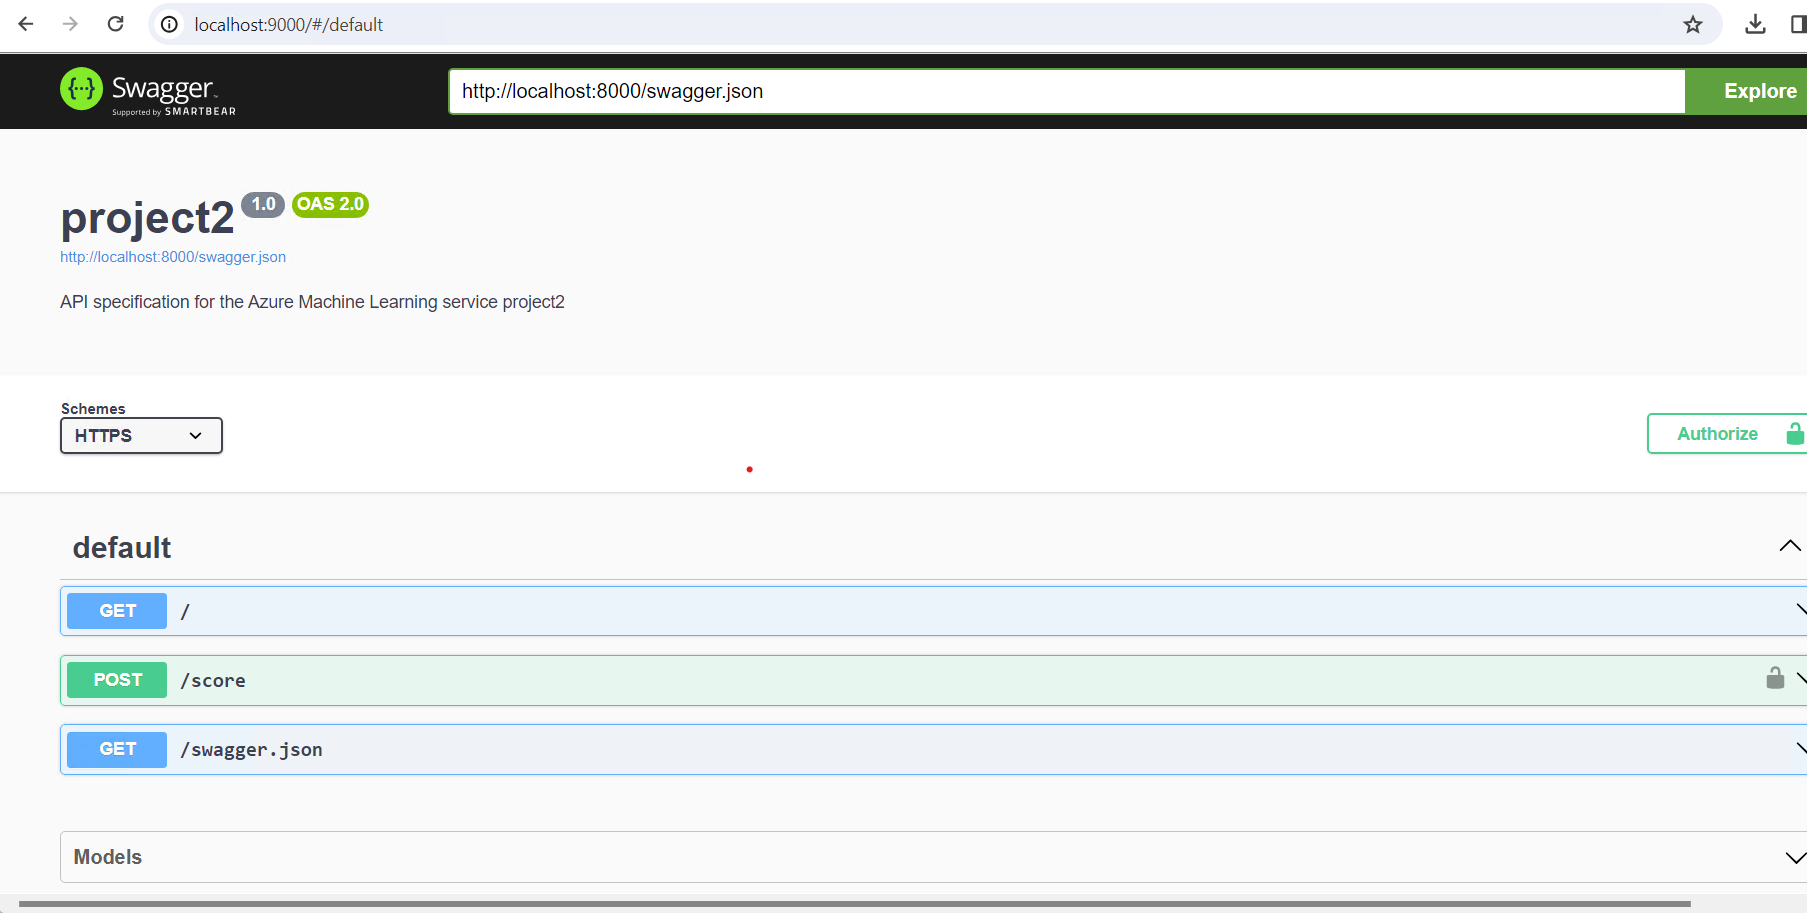 localhost:9000/#/default
{···} Swagger™
Supported by SMARTBEAR
http://localhost:8000/swagger.json
Explore
project2 1.0 OAS 2.0
http://localhost:8000/swagger.json
API specification for the Azure Machine Learning service project2
Schemes
HTTPS
Authorize
default
GET /
POST /score
GET /swagger.json
Models